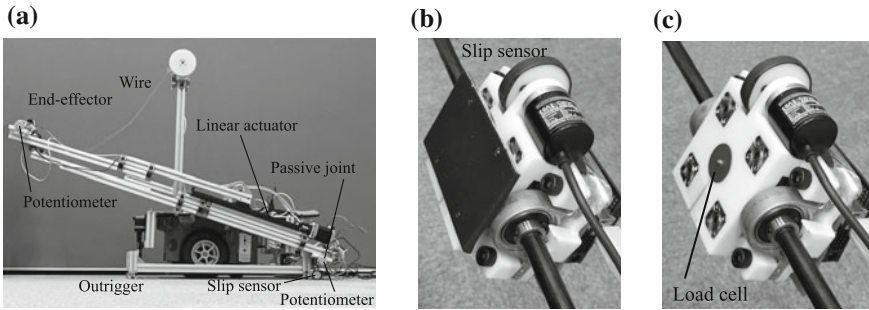 (a)
Wire
End-effector
Linear actuator
Passive joint
Potentiometer
Outrigger
Slip sensor
Potentiometer
(b)
Slip sensor
(c)
Load cell